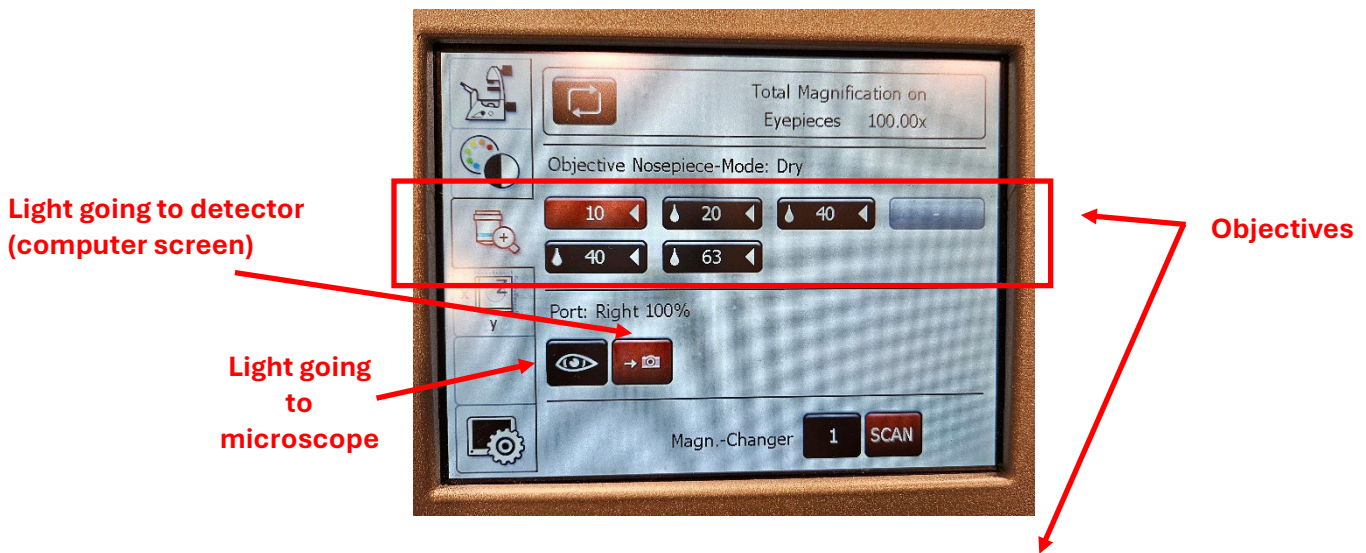 Total Magnification on
Eyepieces 100.00x
Objective Nosepiece-Mode: Dry
10 20 40 -
40 63
Light going to detector
(computer screen)
Objectives
Z
x
y
Port: Right 100%
Light going
to
microscope
Magn.-Changer 1 SCAN